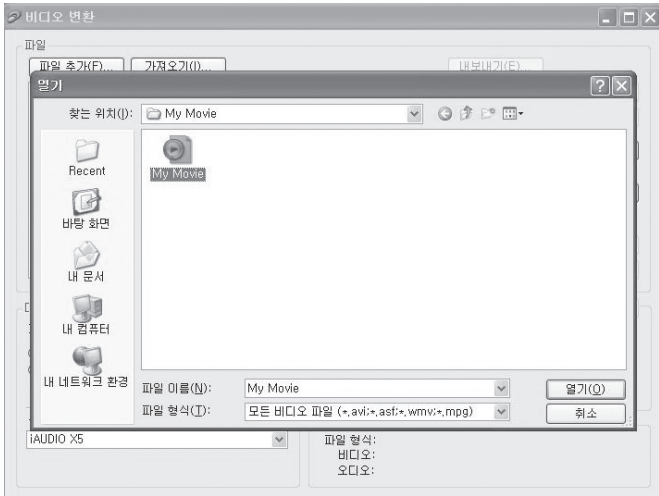 비디오 변환
파일
파일 추가(F)... 가져오기(I)... 내보내기(E)...
열기
찾는 위치(I): My Movie
Recent
바탕 화면
내 문서
내 컴퓨터
내 네트워크 환경
My Movie
파일 이름(N): My Movie 열기(O)
파일 형식(T): 모든 비디오 파일 (*.avi;*.asf;*.wmv;*.mpg) 취소
iAUDIO X5
파일 형식:
비디오:
오디오: